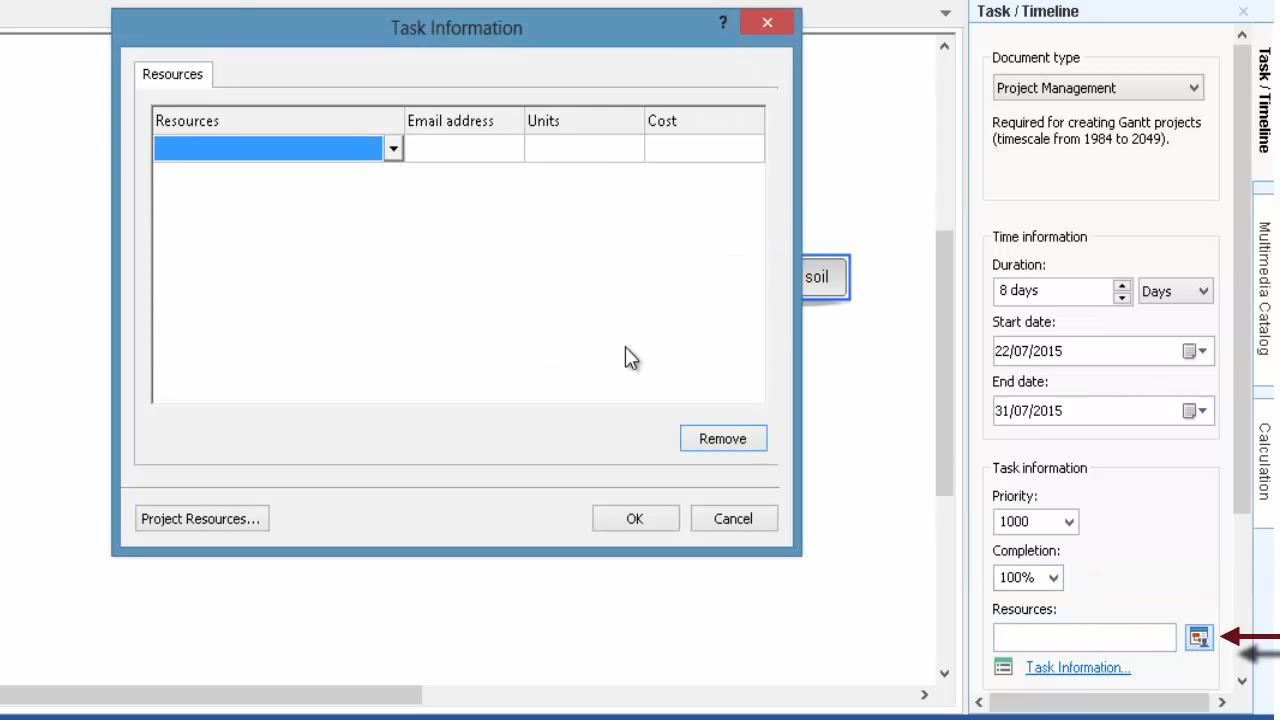 Task Information
?
Resources
Resources Email address Units Cost
Remove
Project Resources...
OK
Cancel
soil
Task / Timeline
Document type
Project Management
Required for creating Gantt projects
(timescale from 1984 to 2049).
Time information
Duration:
8 days
Days
Start date:
22/07/2015
End date:
31/07/2015
Task information
Priority:
1000
Completion:
100%
Resources:
Task Information...
Task / Timeline
Multimedia Catalog
Calculation